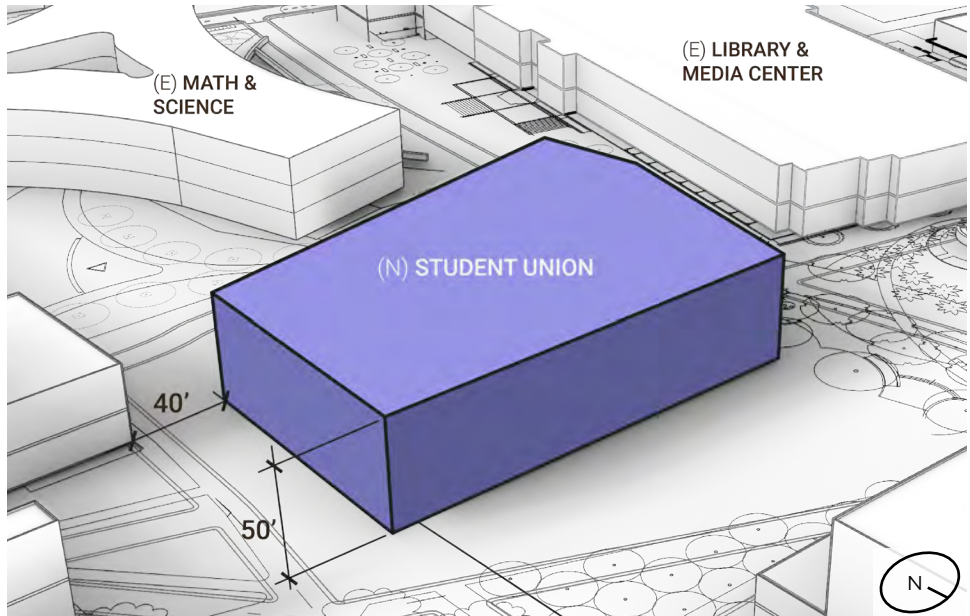 (E) MATH &
SCIENCE
(E) LIBRARY &
MEDIA CENTER
(N) STUDENT UNION
40’
50’
N